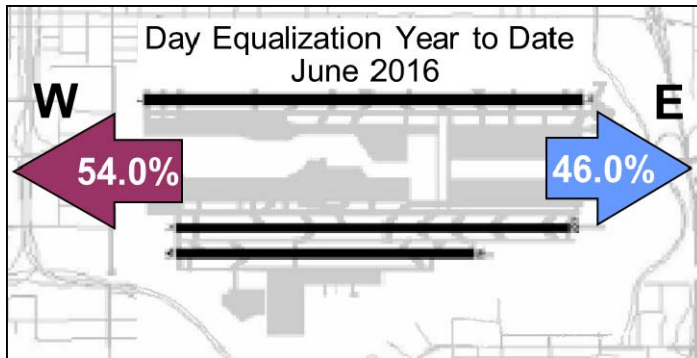 Day Equalization Year to Date
June 2016
W
E
54.0%
46.0%